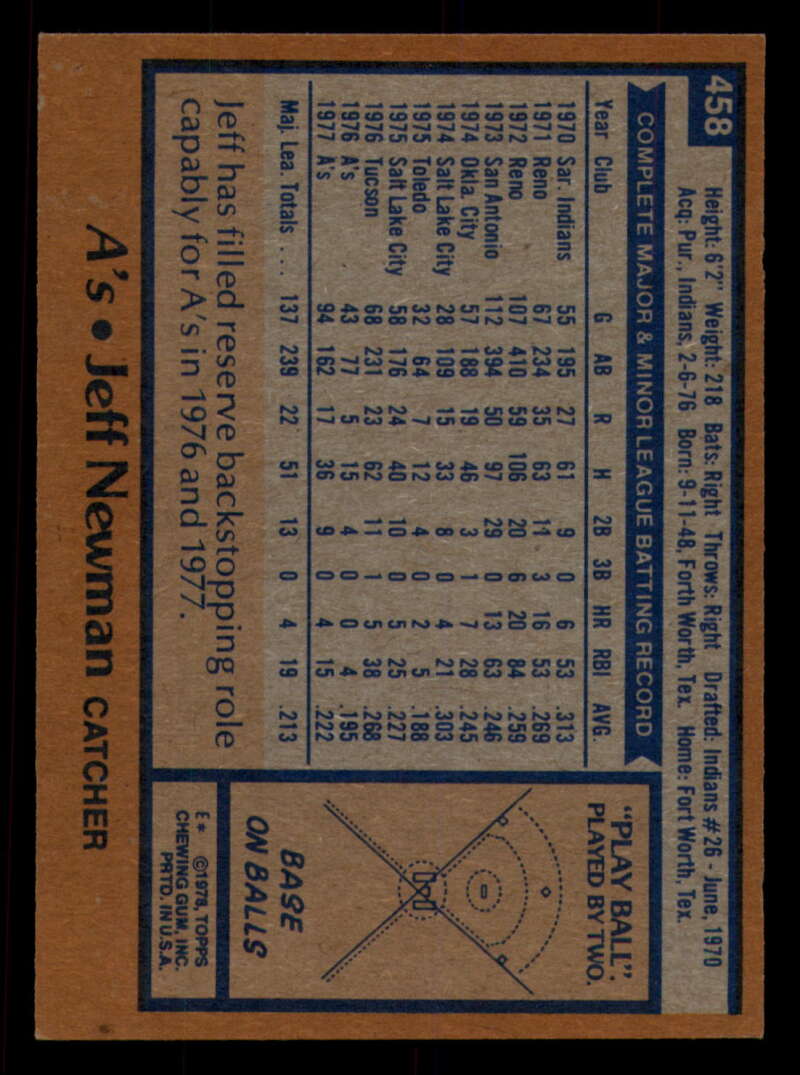 458
Height: 6'2" Weight: 218 Bats: Right Throws: Right Drafted: Indians #26 - June, 1970
Acq: Pur., Indians, 2-6-76 Born: 9-11-48, Forth Worth, Tex. Home: Fort Worth, Tex.
COMPLETE MAJOR & MINOR LEAGUE BATTING RECORD
Year Club G AB R H 2B 3B HR RBI AVG.
1970 Sar. Indians 55 195 27 61 9 0 6 53 .313
1971 Reno 67 234 35 63 11 3 16 53 .269
1972 Reno 107 410 59 106 20 6 20 84 .259
1973 San Antonio 112 394 50 97 29 0 13 63 .246
1974 Okla. City 57 188 19 46 3 1 7 28 .245
1974 Salt Lake City 28 109 15 33 8 0 4 21 .303
1975 Toledo 32 64 7 12 4 0 2 5 .188
1975 Salt Lake City 58 176 24 40 10 0 5 25 .227
1976 Tucson 68 231 23 62 11 1 5 38 .268
1976 A's 43 77 5 15 4 0 0 4 .195
1977 A's 94 162 17 36 9 0 4 15 .222
Maj. Lea. Totals .... 137 239 22 51 13 0 4 19 .213
Jeff has filled reserve backstopping role
capably for A's in 1976 and 1977.
"PLAY BALL".
PLAYED BY TWO.
BASE
ON BALLS
E* ©1978, TOPPS
CHEWING GUM, INC.
PRTD. IN U.S.A.
A's • Jeff Newman CATCHER